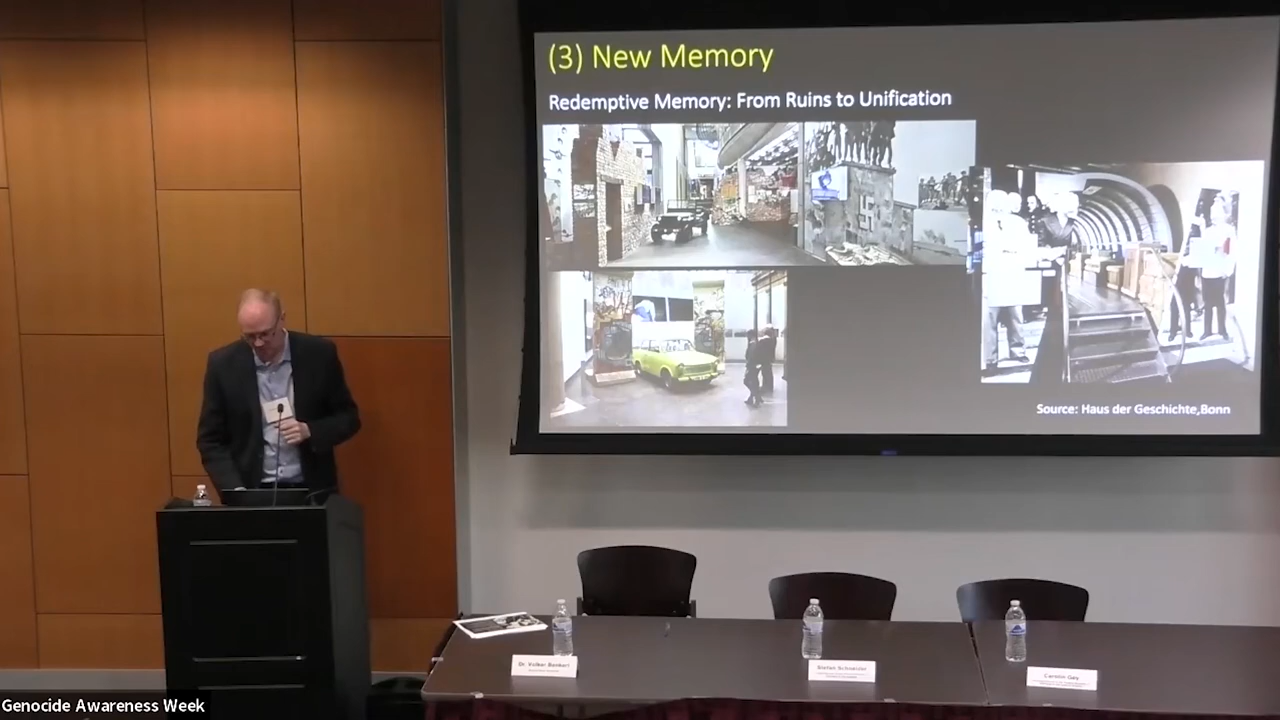 (3) New Memory
Redemptive Memory: From Ruins to Unification
Source: Haus der Geschichte,Bonn
Dr. Volker Benkert
Stefan Schneider
Carolin Gay
Genocide Awareness Week